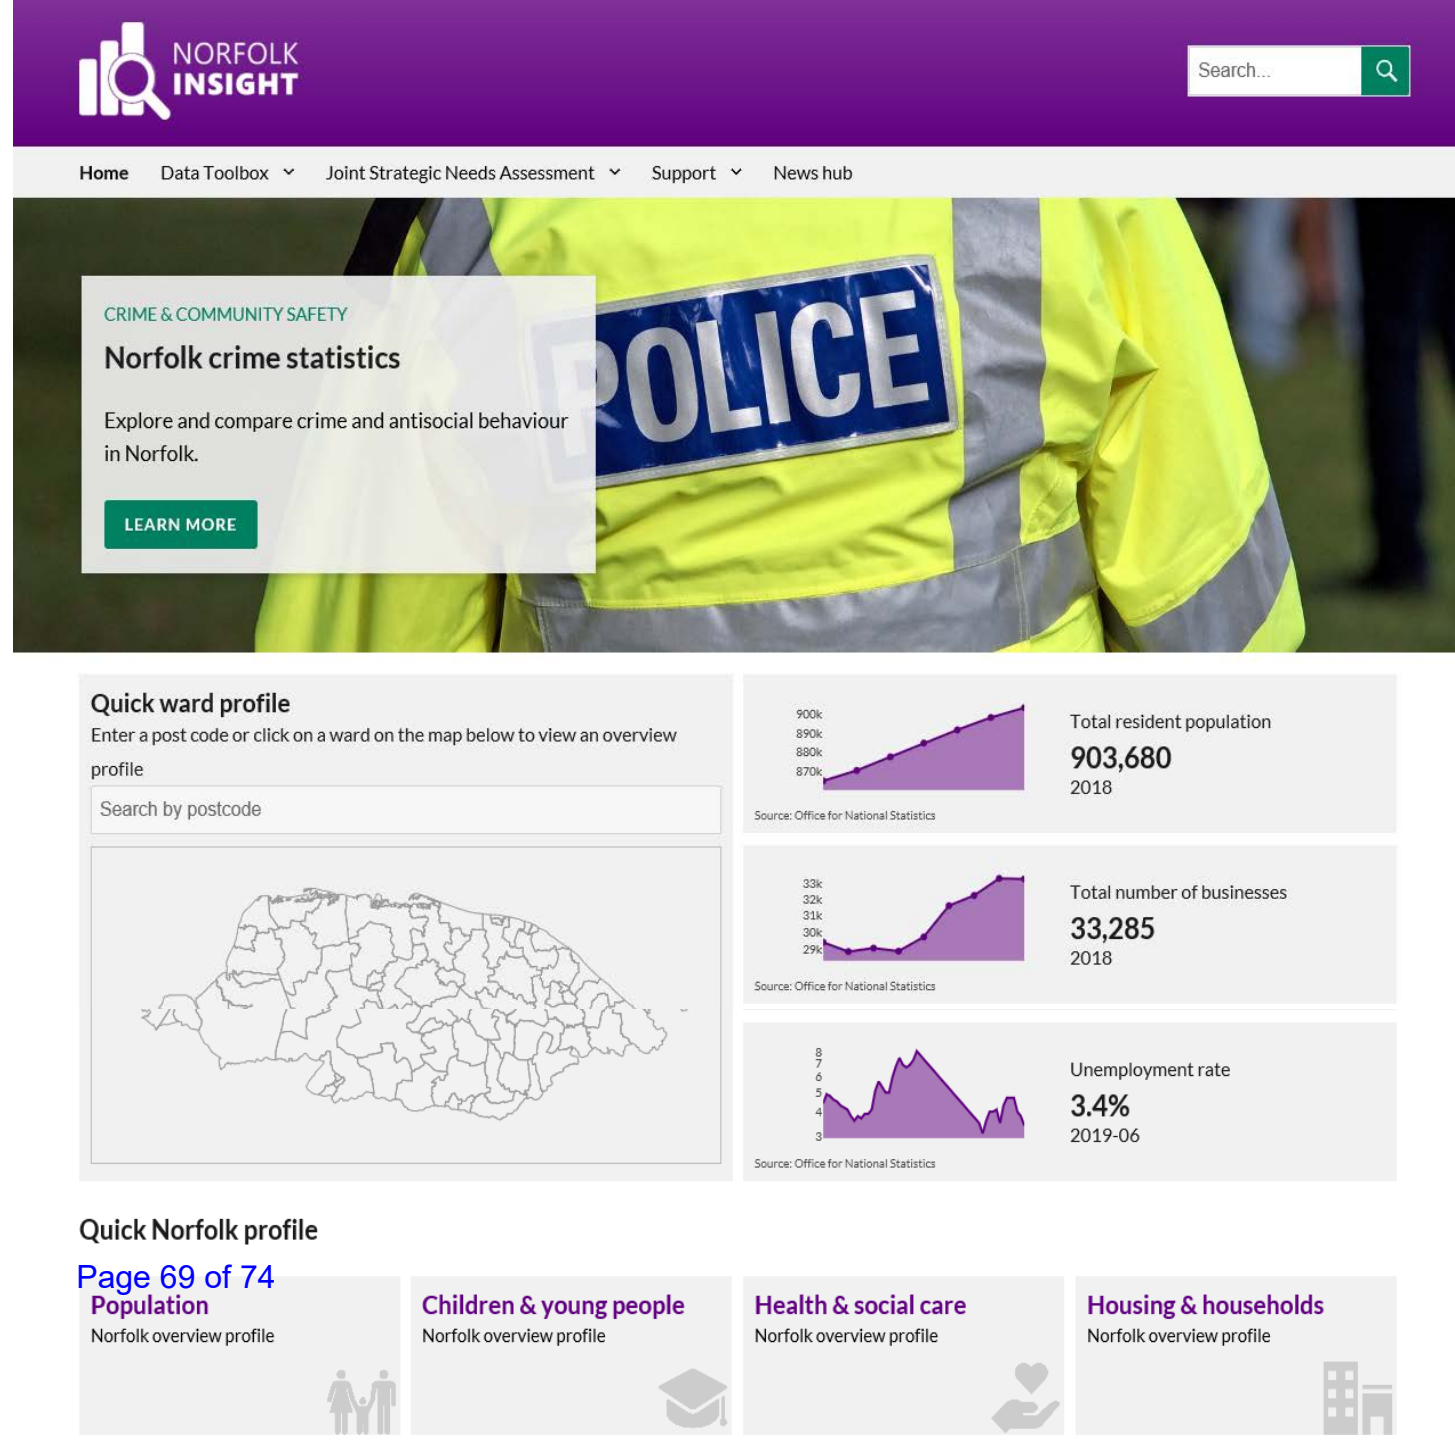 NORFOLK
INSIGHT
Search...
Home Data Toolbox Joint Strategic Needs Assessment Support News hub
POLICE
CRIME & COMMUNITY SAFETY
Norfolk crime statistics
Explore and compare crime and antisocial behaviour
in Norfolk.
LEARN MORE
Quick ward profile
Enter a post code or click on a ward on the map below to view an overview
profile
Search by postcode
900k
890k
880k
870k
Source: Office for National Statistics
Total resident population
903,680
2018
33k
32k
31k
30k
29k
Source: Office for National Statistics
Total number of businesses
33,285
2018
8
7
6
5
4
3
Source: Office for National Statistics
Unemployment rate
3.4%
2019-06
Quick Norfolk profile
Page 69 of 74
Population
Norfolk overview profile
Children & young people
Norfolk overview profile
Health & social care
Norfolk overview profile
Housing & households
Norfolk overview profile